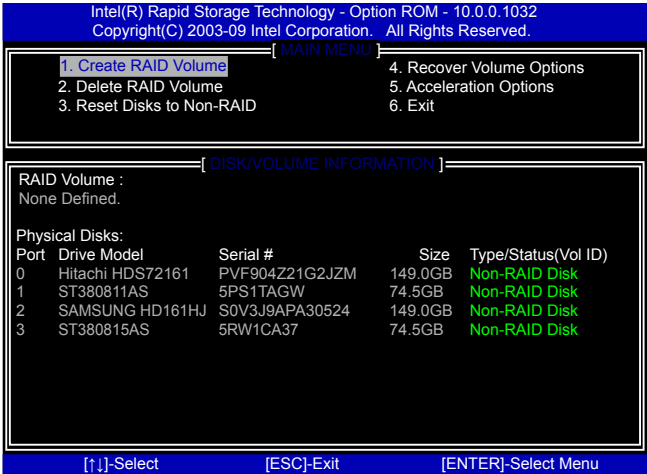 Intel(R) Rapid Storage Technology - Option ROM - 10.0.0.1032
Copyright(C) 2003-09 Intel Corporation. All Rights Reserved.
[ MAIN MENU ]
1. Create RAID Volume
2. Delete RAID Volume
3. Reset Disks to Non-RAID
4. Recover Volume Options
5. Acceleration Options
6. Exit
[ DISK/VOLUME INFORMATION ]
RAID Volume :
None Defined.
Physical Disks:
Port Drive Model Serial # Size Type/Status(Vol ID)
0 Hitachi HDS72161 PVF904Z21G2JZM 149.0GB Non-RAID Disk
1 ST380811AS 5PS1TAGW 74.5GB Non-RAID Disk
2 SAMSUNG HD161HJ S0V3J9APA30524 149.0GB Non-RAID Disk
3 ST380815AS 5RW1CA37 74.5GB Non-RAID Disk
[↑↓]-Select [ESC]-Exit [ENTER]-Select Menu